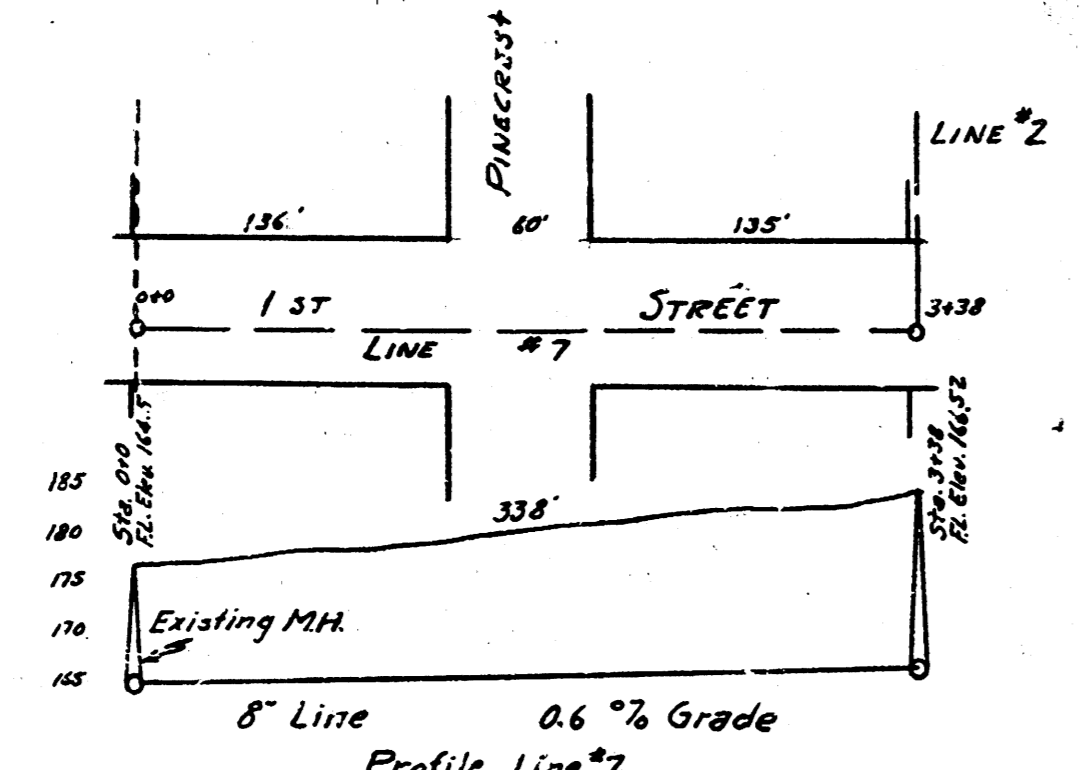 PINECREST
LINE #2
136'
60'
135'
0+0
1 ST STREET
3+38
LINE #7
Sta. 0+0
F.L. Elev. 164.5
Sta. 3+38
F.L. Elev. 166.52
185
180
175
170
165
338'
Existing M.H.
8" Line
0.6 % Grade
Profile Line #7